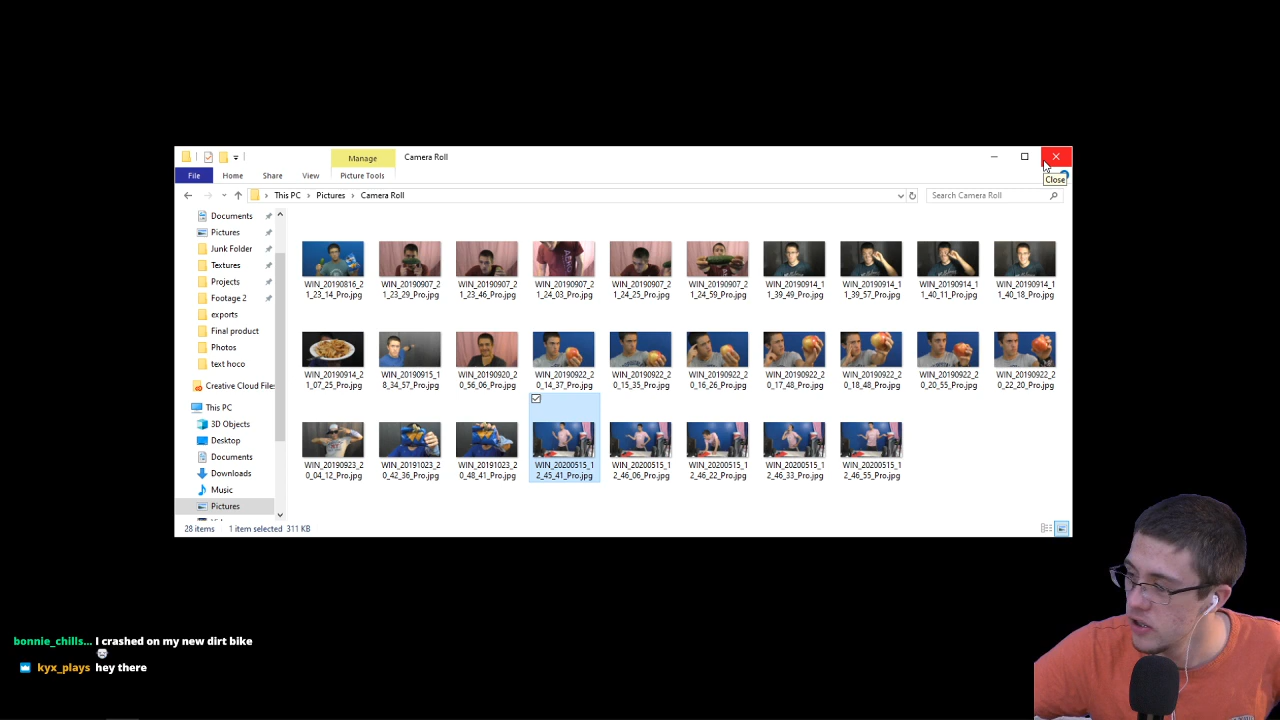 Manage
Camera Roll
File
Home
Share
View
Picture Tools
Close
This PC
Pictures
Camera Roll
Search Camera Roll
Documents
Pictures
Junk Folder
Textures
Projects
Footage 2
exports
Final product
Photos
text hoco
Creative Cloud File
This PC
3D Objects
Desktop
Documents
Downloads
Music
Pictures
WIN_20190816_2
1_23_14_Pro.jpg
WIN_20190907_2
1_23_29_Pro.jpg
WIN_20190907_2
1_23_46_Pro.jpg
WIN_20190907_2
1_24_03_Pro.jpg
WIN_20190907_2
1_24_25_Pro.jpg
WIN_20190907_2
1_24_59_Pro.jpg
WIN_20190914_1
1_39_49_Pro.jpg
WIN_20190914_1
1_39_57_Pro.jpg
WIN_20190914_1
1_40_11_Pro.jpg
WIN_20190914_1
1_40_18_Pro.jpg
WIN_20190914_2
1_07_25_Pro.jpg
WIN_20190915_1
8_34_57_Pro.jpg
WIN_20190920_2
0_56_06_Pro.jpg
WIN_20190922_2
0_14_37_Pro.jpg
WIN_20190922_2
0_15_35_Pro.jpg
WIN_20190922_2
0_16_26_Pro.jpg
WIN_20190922_2
0_17_48_Pro.jpg
WIN_20190922_2
0_18_48_Pro.jpg
WIN_20190922_2
0_20_55_Pro.jpg
WIN_20190922_2
0_22_20_Pro.jpg
WIN_20190923_2
0_04_12_Pro.jpg
WIN_20191023_2
0_42_36_Pro.jpg
WIN_20191023_2
0_48_41_Pro.jpg
WIN_20200515_1
2_45_41_Pro.jpg
WIN_20200515_1
2_46_06_Pro.jpg
WIN_20200515_1
2_46_22_Pro.jpg
WIN_20200515_1
2_46_33_Pro.jpg
WIN_20200515_1
2_46_55_Pro.jpg
28 items 1 item selected 311 KB
bonnie_chills... I crashed on my new dirt bike
kyx_plays hey there